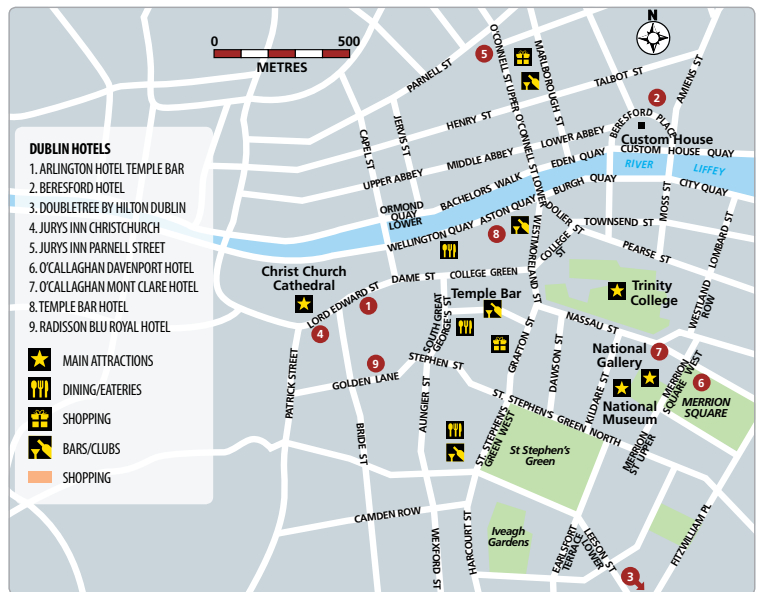 0 500
METRES
N
DUBLIN HOTELS
1. ARLINGTON HOTEL TEMPLE BAR
2. BERESFORD HOTEL
3. DOUBLETREE BY HILTON DUBLIN
4. JURYS INN CHRISTCHURCH
5. JURYS INN PARNELL STREET
6. O'CALLAGHAN DAVENPORT HOTEL
7. O'CALLAGHAN MONT CLARE HOTEL
8. TEMPLE BAR HOTEL
9. RADISSON BLU ROYAL HOTEL
MAIN ATTRACTIONS
DINING/EATERIES
SHOPPING
BARS/CLUBS
SHOPPING
PARNELL ST
5
O'CONNELL ST UPPER
O'CONNELL ST LOWER
MARLBOROUGH ST
TALBOT ST
AMIENS ST
2
BERESFORD PLACE
Custom House
CUSTOM HOUSE QUAY
RIVER
LIFFEY
CITY QUAY
HENRY ST
JERVIS ST
CAPEL ST
UPPER ABBEY
MIDDLE ABBEY
LOWER ABBEY
EDEN QUAY
BURGH QUAY
BACHELORS WALK
ORMOND
QUAY
LOWER
WELLINGTON QUAY
ASTON QUAY
8
WESTMORELAND ST
DOLIER ST
COLLEGE
ST
TOWNSEND ST
MOSS ST
LOMBARD ST
PEARSE ST
WESTLAND
ROW
Christ Church
Cathedral
LORD EDWARD ST
DAME ST
COLLEGE GREEN
1
4
Temple Bar
Trinity
College
NASSAU ST
SOUTH GREAT
GEORGE'S ST
GRAFTON ST
DAWSON ST
KILDARE ST
National
Gallery
7
National
Museum
MERRION
SQUARE WEST
6
MERRION
SQUARE
MERRION
ST UPPER
PATRICK STREET
9
GOLDEN LANE
STEPHEN ST
AUNGIER ST
BRIDE ST
ST. STEPHEN'S GREEN NORTH
ST. STEPHEN'S
GREEN WEST
St Stephen's
Green
CAMDEN ROW
WEXFORD ST
HARCOURT ST
Iveagh
Gardens
EARLSFORT
TERRACE
LEESON ST
LOWER
FITZWILLIAM PL
3